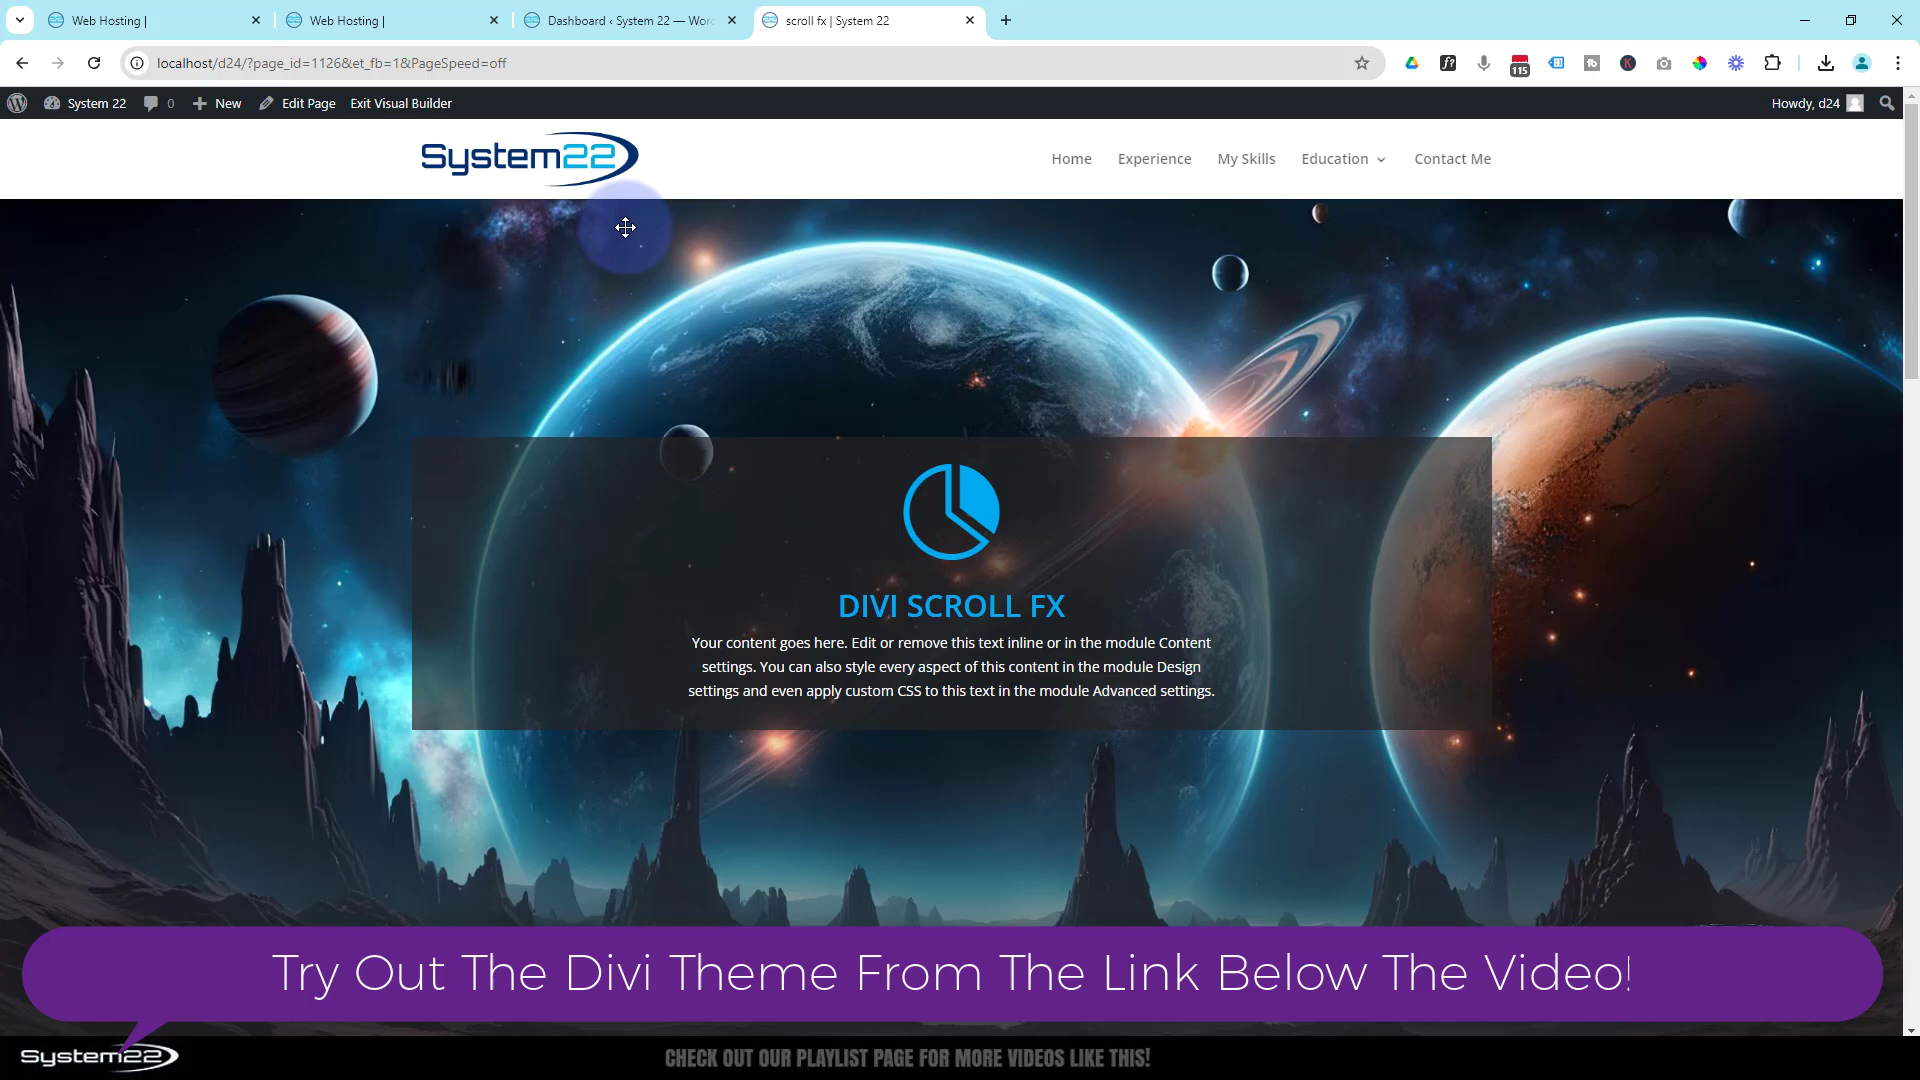 Web Hosting |
Web Hosting |
Dashboard ‹ System 22 — Worc
scroll fx | System 22
localhost/d24/?page_id=1126&et_fb=1&PageSpeed=off
f?
115
tb
K
System 22
0
New
Edit Page
Exit Visual Builder
Howdy, d24
System22
Home
Experience
My Skills
Education
Contact Me
DIVI SCROLL FX
Your content goes here. Edit or remove this text inline or in the module Content
settings. You can also style every aspect of this content in the module Design
settings and even apply custom CSS to this text in the module Advanced settings.
Try Out The Divi Theme From The Link Below The Video!
System22
CHECK OUT OUR PLAYLIST PAGE FOR MORE VIDEOS LIKE THIS!